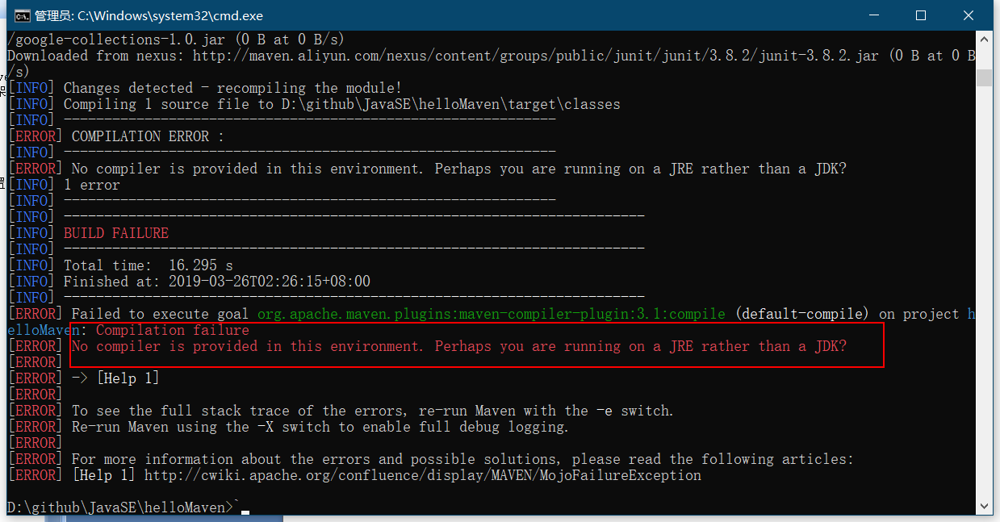 管理员: C:\Windows\system32\cmd.exe
/google-collections-1.0.jar (0 B at 0 B/s)
Downloaded from nexus: http://maven.aliyun.com/nexus/content/groups/public/junit/junit/3.8.2/junit-3.8.2.jar (0 B at 0 B
/s)
[INFO] Changes detected - recompiling the module!
[INFO] Compiling 1 source file to D:\github\JavaSE\helloMaven\target\classes
[INFO] -------------------------------------------------------------
[ERROR] COMPILATION ERROR :
[INFO] -------------------------------------------------------------
[ERROR] No compiler is provided in this environment. Perhaps you are running on a JRE rather than a JDK?
[INFO] 1 error
[INFO] -------------------------------------------------------------
[INFO] ------------------------------------------------------------------------
[INFO] BUILD FAILURE
[INFO] ------------------------------------------------------------------------
[INFO] Total time:  16.295 s
[INFO] Finished at: 2019-03-26T02:26:15+08:00
[INFO] ------------------------------------------------------------------------
[ERROR] Failed to execute goal org.apache.maven.plugins:maven-compiler-plugin:3.1:compile (default-compile) on project h
elloMaven: Compilation failure
[ERROR] No compiler is provided in this environment. Perhaps you are running on a JRE rather than a JDK?
[ERROR]
[ERROR] -> [Help 1]
[ERROR]
[ERROR] To see the full stack trace of the errors, re-run Maven with the -e switch.
[ERROR] Re-run Maven using the -X switch to enable full debug logging.
[ERROR]
[ERROR] For more information about the errors and possible solutions, please read the following articles:
[ERROR] [Help 1] http://cwiki.apache.org/confluence/display/MAVEN/MojoFailureException
D:\github\JavaSE\helloMaven>`